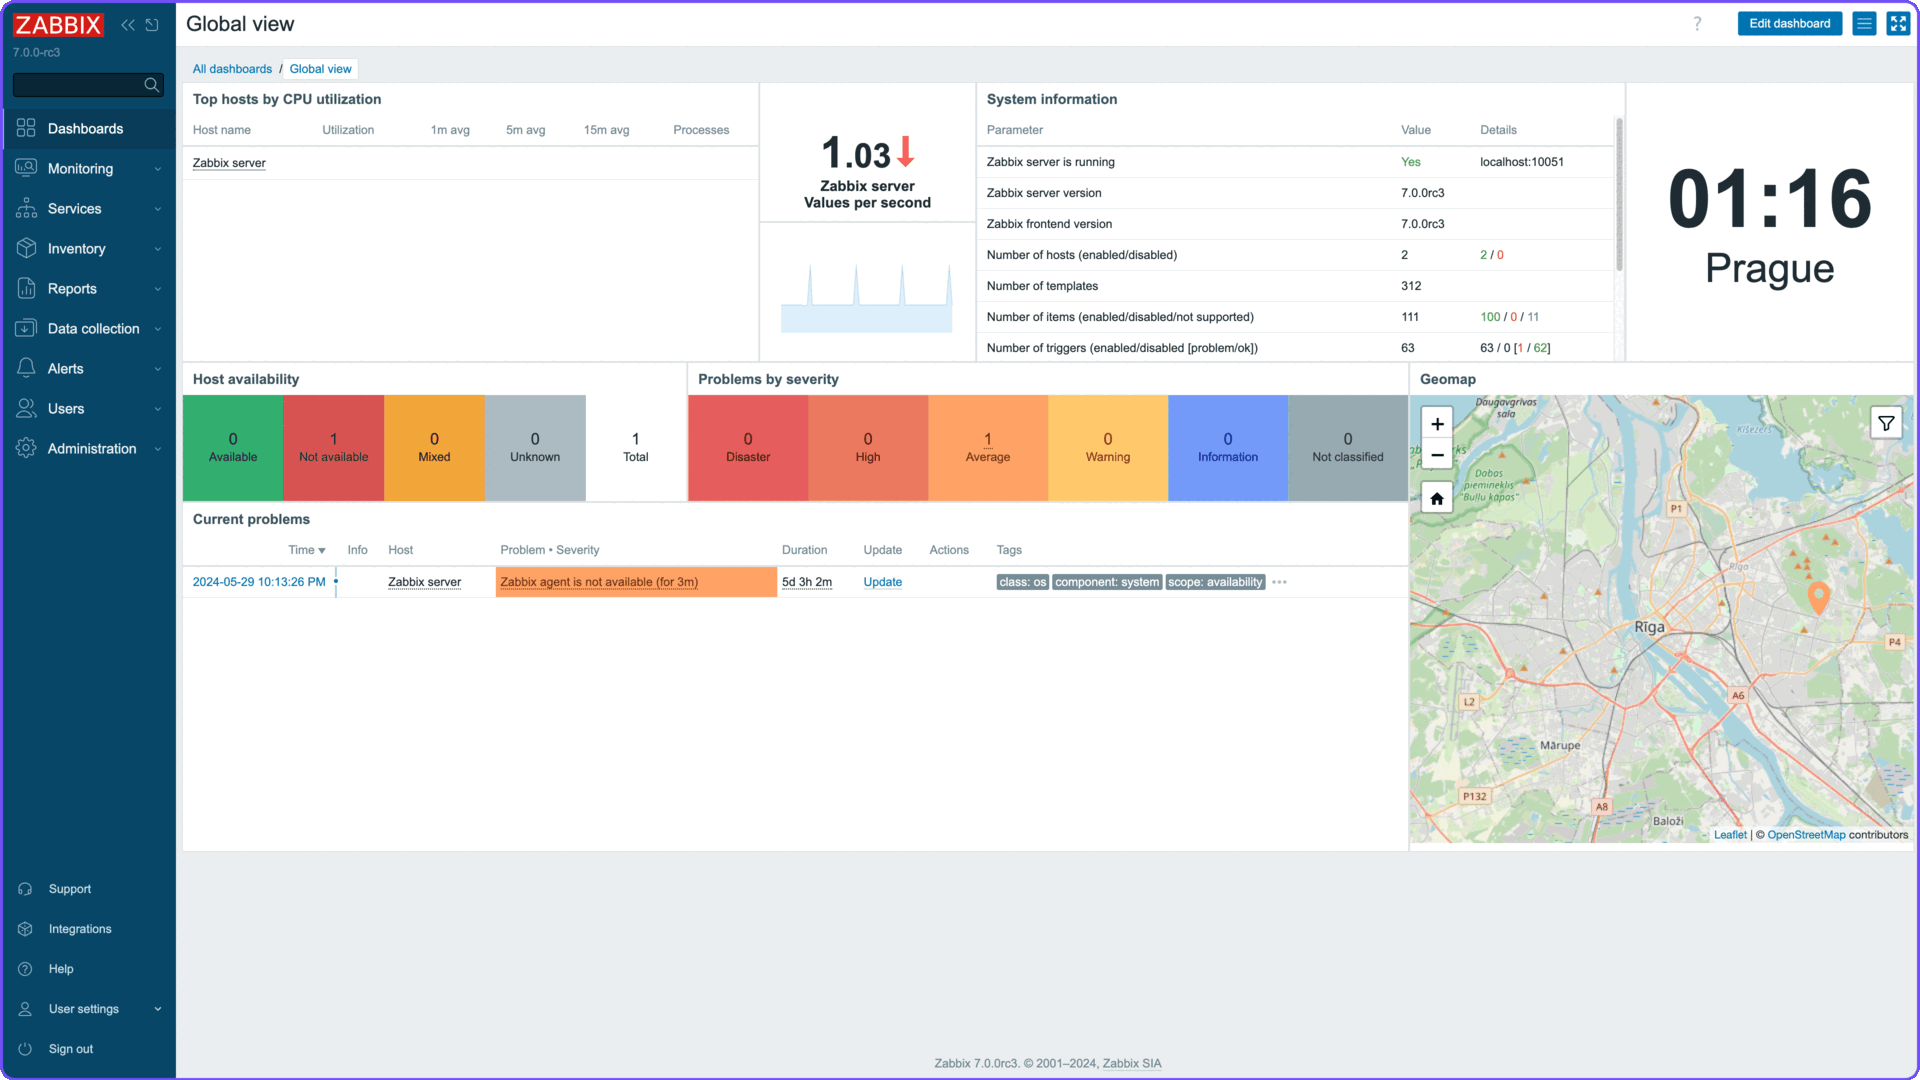 ZABBIX
7.0.0-rc3
Dashboards
Monitoring
Services
Inventory
Reports
Data collection
Alerts
Users
Administration
Support
Integrations
Help
User settings
Sign out
Global view
?
Edit dashboard
All dashboards / Global view
Top hosts by CPU utilization
Host name Utilization 1m avg 5m avg 15m avg Processes
Zabbix server
1.03
Zabbix server
Values per second
System information
Parameter Value Details
Zabbix server is running Yes localhost:10051
Zabbix server version 7.0.0rc3
Zabbix frontend version 7.0.0rc3
Number of hosts (enabled/disabled) 2 2 / 0
Number of templates 312
Number of items (enabled/disabled/not supported) 111 100 / 0 / 11
Number of triggers (enabled/disabled [problem/ok]) 63 63 / 0 [1 / 62]
01:16
Prague
Host availability
0 Available
1 Not available
0 Mixed
0 Unknown
1 Total
Problems by severity
0 Disaster
0 High
1 Average
0 Warning
0 Information
0 Not classified
Current problems
Time Info Host Problem • Severity Duration Update Actions Tags
2024-05-29 10:13:26 PM Zabbix server Zabbix agent is not available (for 3m) 5d 3h 2m Update class: os component: system scope: availability
Geomap
+
−
Daugavgrīvas
sala
Ķīšezers
Dabas
piemineklis
"Buļļu kāpas"
P1
Rīga
Rīga
P4
A6
L2
Mārupe
P132
A8
Baloži
Leaflet | © OpenStreetMap contributors
Zabbix 7.0.0rc3. © 2001–2024, Zabbix SIA